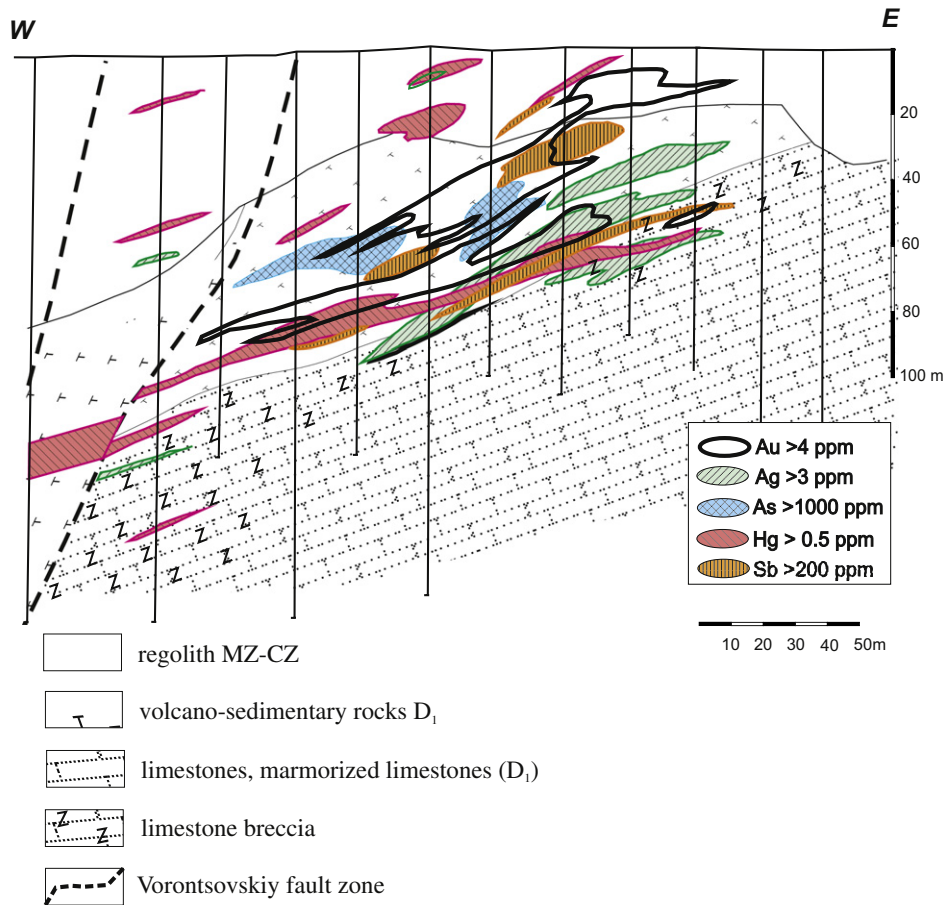 W
E
20
40
60
80
100 m
Au >4 ppm
Ag >3 ppm
As >1000 ppm
Hg > 0.5 ppm
Sb >200 ppm
10 20 30 40 50m
regolith MZ-CZ
volcano-sedimentary rocks D₁
limestones, marmorized limestones (D₁)
limestone breccia
Vorontsovskiy fault zone